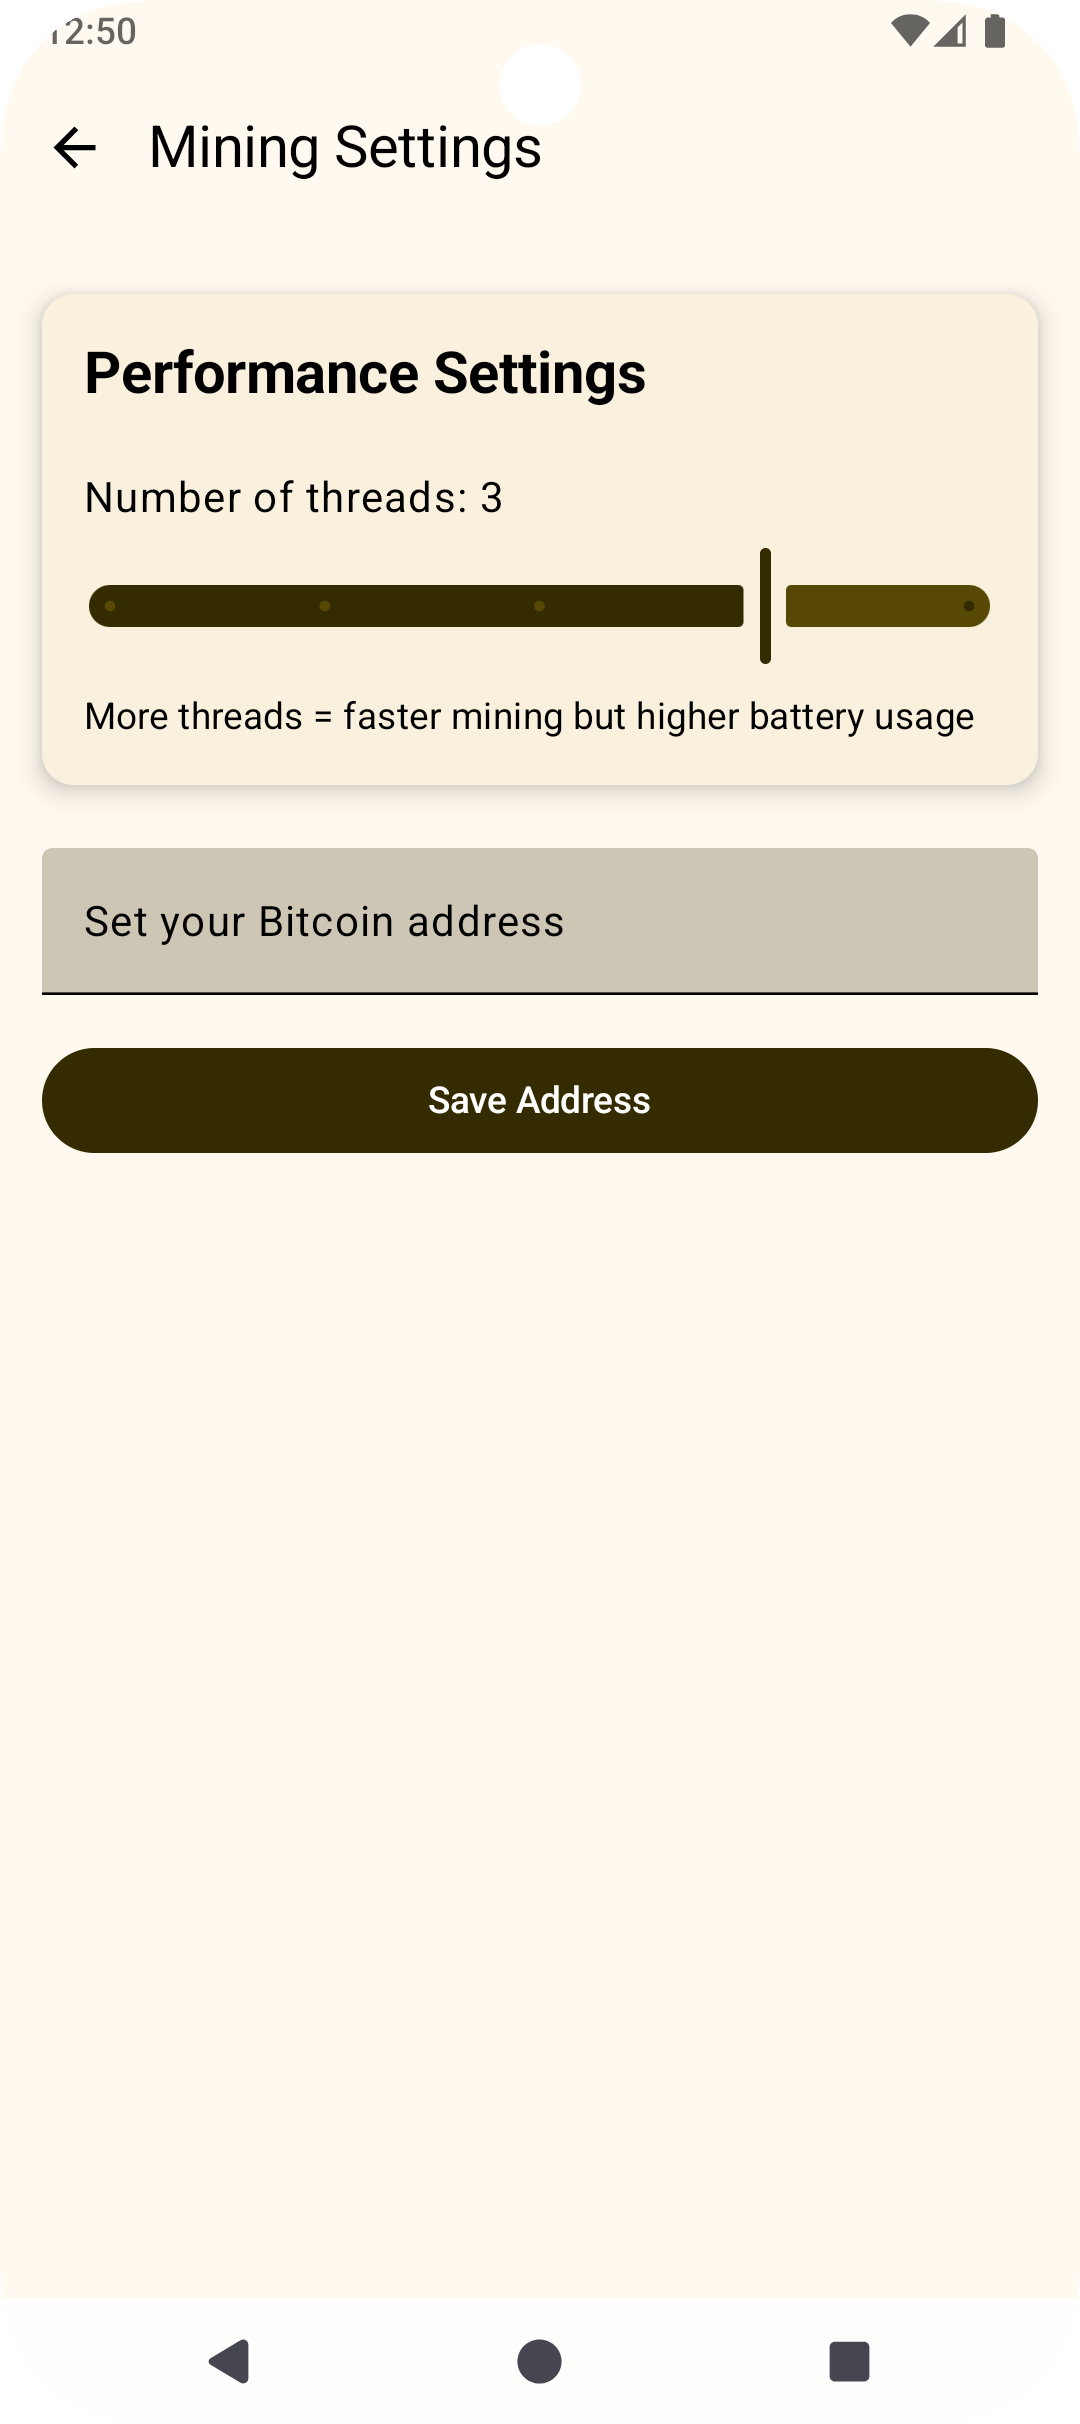 12:50
Mining Settings
Performance Settings
Number of threads: 3
More threads = faster mining but higher battery usage
Set your Bitcoin address
Save Address